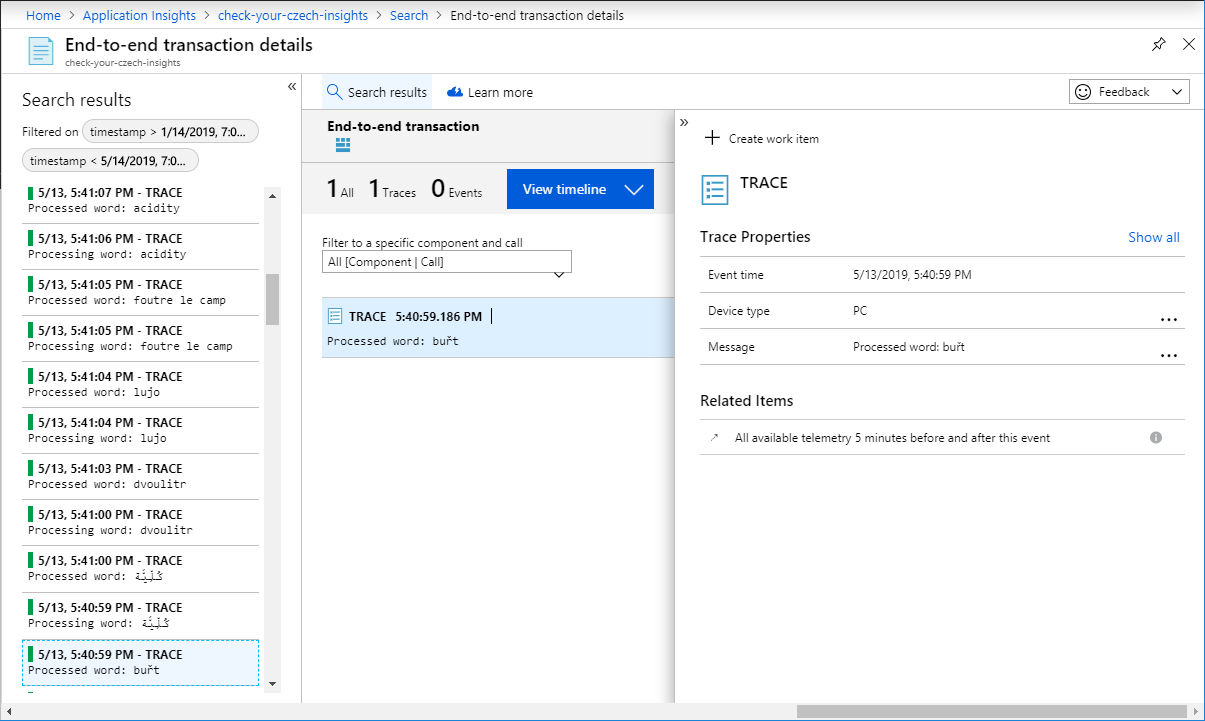 Home > Application Insights > check-your-czech-insights > Search > End-to-end transaction details
End-to-end transaction details
check-your-czech-insights
«
Search results
Filtered on timestamp > 1/14/2019, 7:0...
timestamp < 5/14/2019, 7:0...
5/13, 5:41:07 PM - TRACE
Processed word: acidity
5/13, 5:41:06 PM - TRACE
Processing word: acidity
5/13, 5:41:05 PM - TRACE
Processed word: foutre le camp
5/13, 5:41:05 PM - TRACE
Processing word: foutre le camp
5/13, 5:41:04 PM - TRACE
Processed word: lujo
5/13, 5:41:04 PM - TRACE
Processing word: lujo
5/13, 5:41:03 PM - TRACE
Processed word: dvoulitr
5/13, 5:41:00 PM - TRACE
Processing word: dvoulitr
5/13, 5:41:00 PM - TRACE
Processed word: كُلِّيَّة
5/13, 5:40:59 PM - TRACE
Processing word: كُلِّيَّة
5/13, 5:40:59 PM - TRACE
Processed word: buřt
Search results
Learn more
Feedback
End-to-end transaction
1 All 1 Traces 0 Events
View timeline
Filter to a specific component and call
All [Component | Call]
TRACE 5:40:59.186 PM
Processed word: buřt
»
Create work item
TRACE
Trace Properties Show all
Event time 5/13/2019, 5:40:59 PM
Device type PC ...
Message Processed word: buřt ...
Related Items
All available telemetry 5 minutes before and after this event